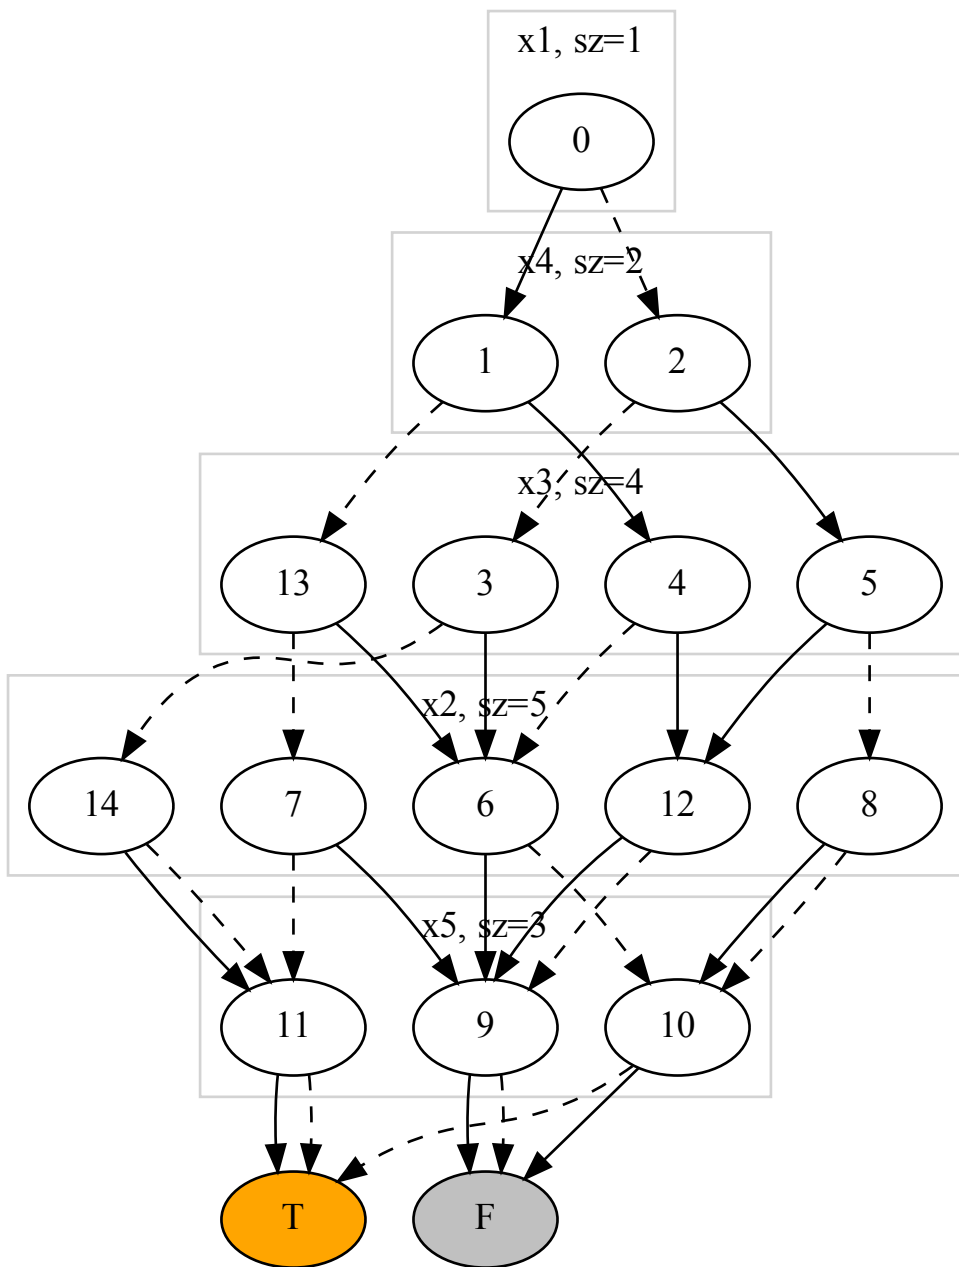 x1, sz=1
0
x4, sz=2
1 2
x3, sz=4
13 3 4 5
x2, sz=5
14 7 6 12 8
x5, sz=3
11 9 10
T F